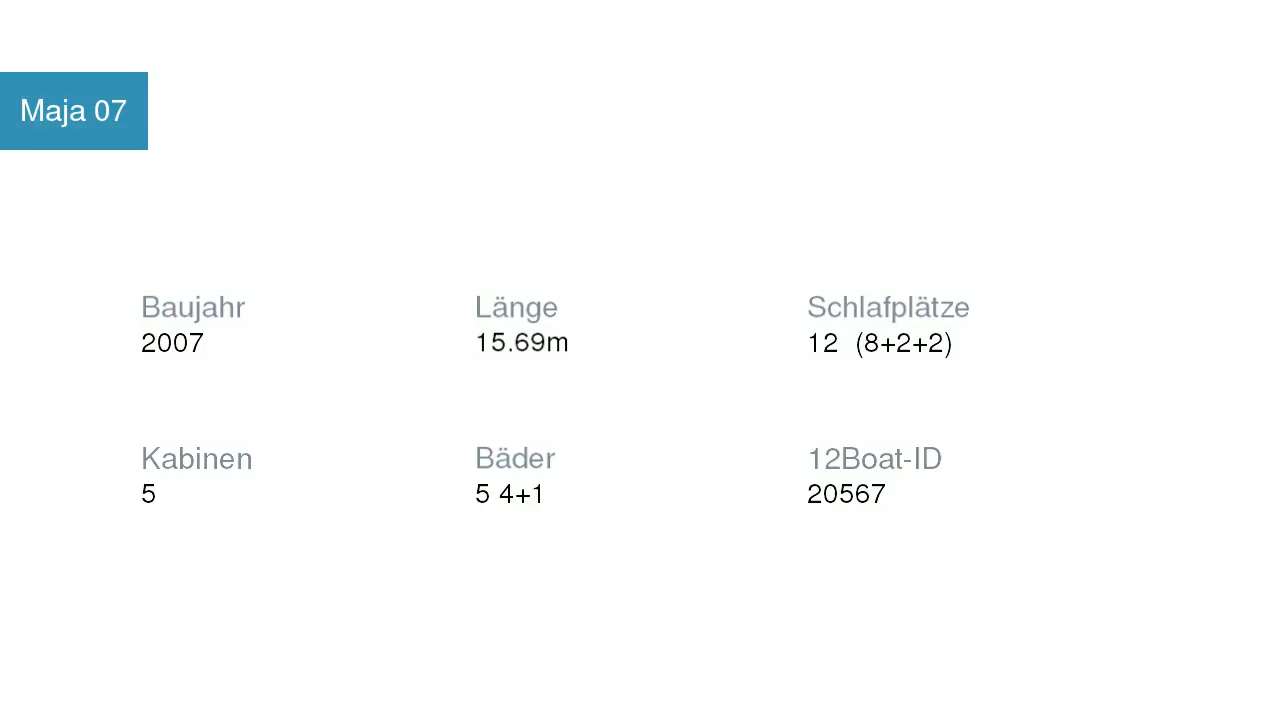 Maja 07
Baujahr
2007
Länge
15.69m
Schlafplätze
12 (8+2+2)
Kabinen
5
Bäder
5 4+1
12Boat-ID
20567